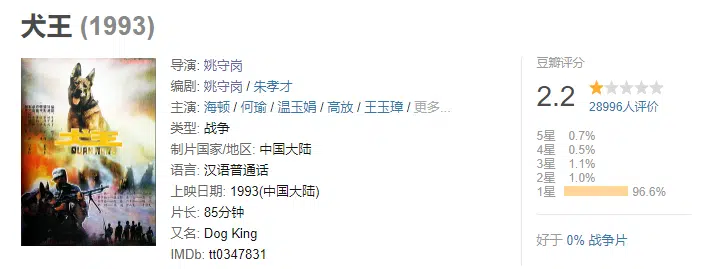 犬王 (1993)
犬王
QUAN WANG
导演: 姚守岗
编剧: 姚守岗 / 朱孝才
主演: 海顿 / 何瑜 / 温玉娟 / 高放 / 王玉璋 / 更多...
类型: 战争
制片国家/地区: 中国大陆
语言: 汉语普通话
上映日期: 1993(中国大陆)
片长: 85分钟
又名: Dog King
IMDb: tt0347831
豆瓣评分
2.2
28996人评价
5星 0.7%
4星 0.5%
3星 1.1%
2星 1.0%
1星 96.6%
好于 0% 战争片